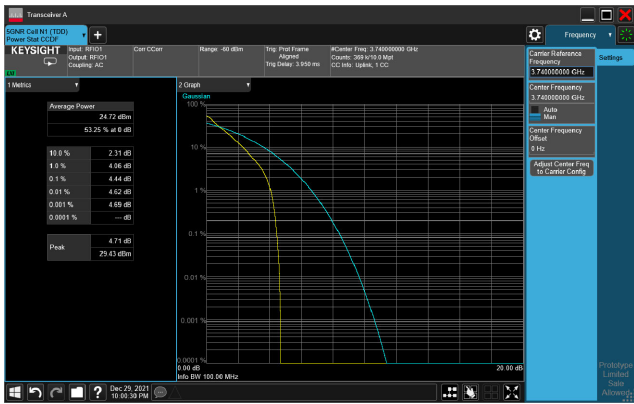 Transceiver A
5GNR Cell N1 (TDD)
Power Stat CCDF
+
Frequency
KEYSIGHT
Input: RFIO1
Output: RFIO1
Coupling: AC
Corr CCorr
Range: -60 dBm
Trig: Prot Frame
Aligned
Trig Delay: 3.950 ms
#Center Freq: 3.740000000 GHz
Counts: 369 k/10.0 Mpt
CC Info: Uplink, 1 CC
Carrier Reference
Frequency
3.740000000 GHz
Settings
Center Frequency
3.740000000 GHz
Auto
Man
Center Frequency
Offset
0 Hz
Adjust Center Freq
to Carrier Config
1 Metrics
Average Power
24.72 dBm
53.25 % at 0 dB
10.0 % 2.31 dB
1.0 % 4.06 dB
0.1 % 4.44 dB
0.01 % 4.62 dB
0.001 % 4.69 dB
0.0001 % --- dB
Peak
4.71 dB
29.43 dBm
2 Graph
Gaussian
100 %
10 %
1 %
0.1 %
0.01 %
0.001 %
0.0001 %
0.00 dB
20.00 dB
Info BW 100.00 MHz
Prototype
Limited
Sale
Allowed
?
Dec 29, 2021
10:00:30 PM